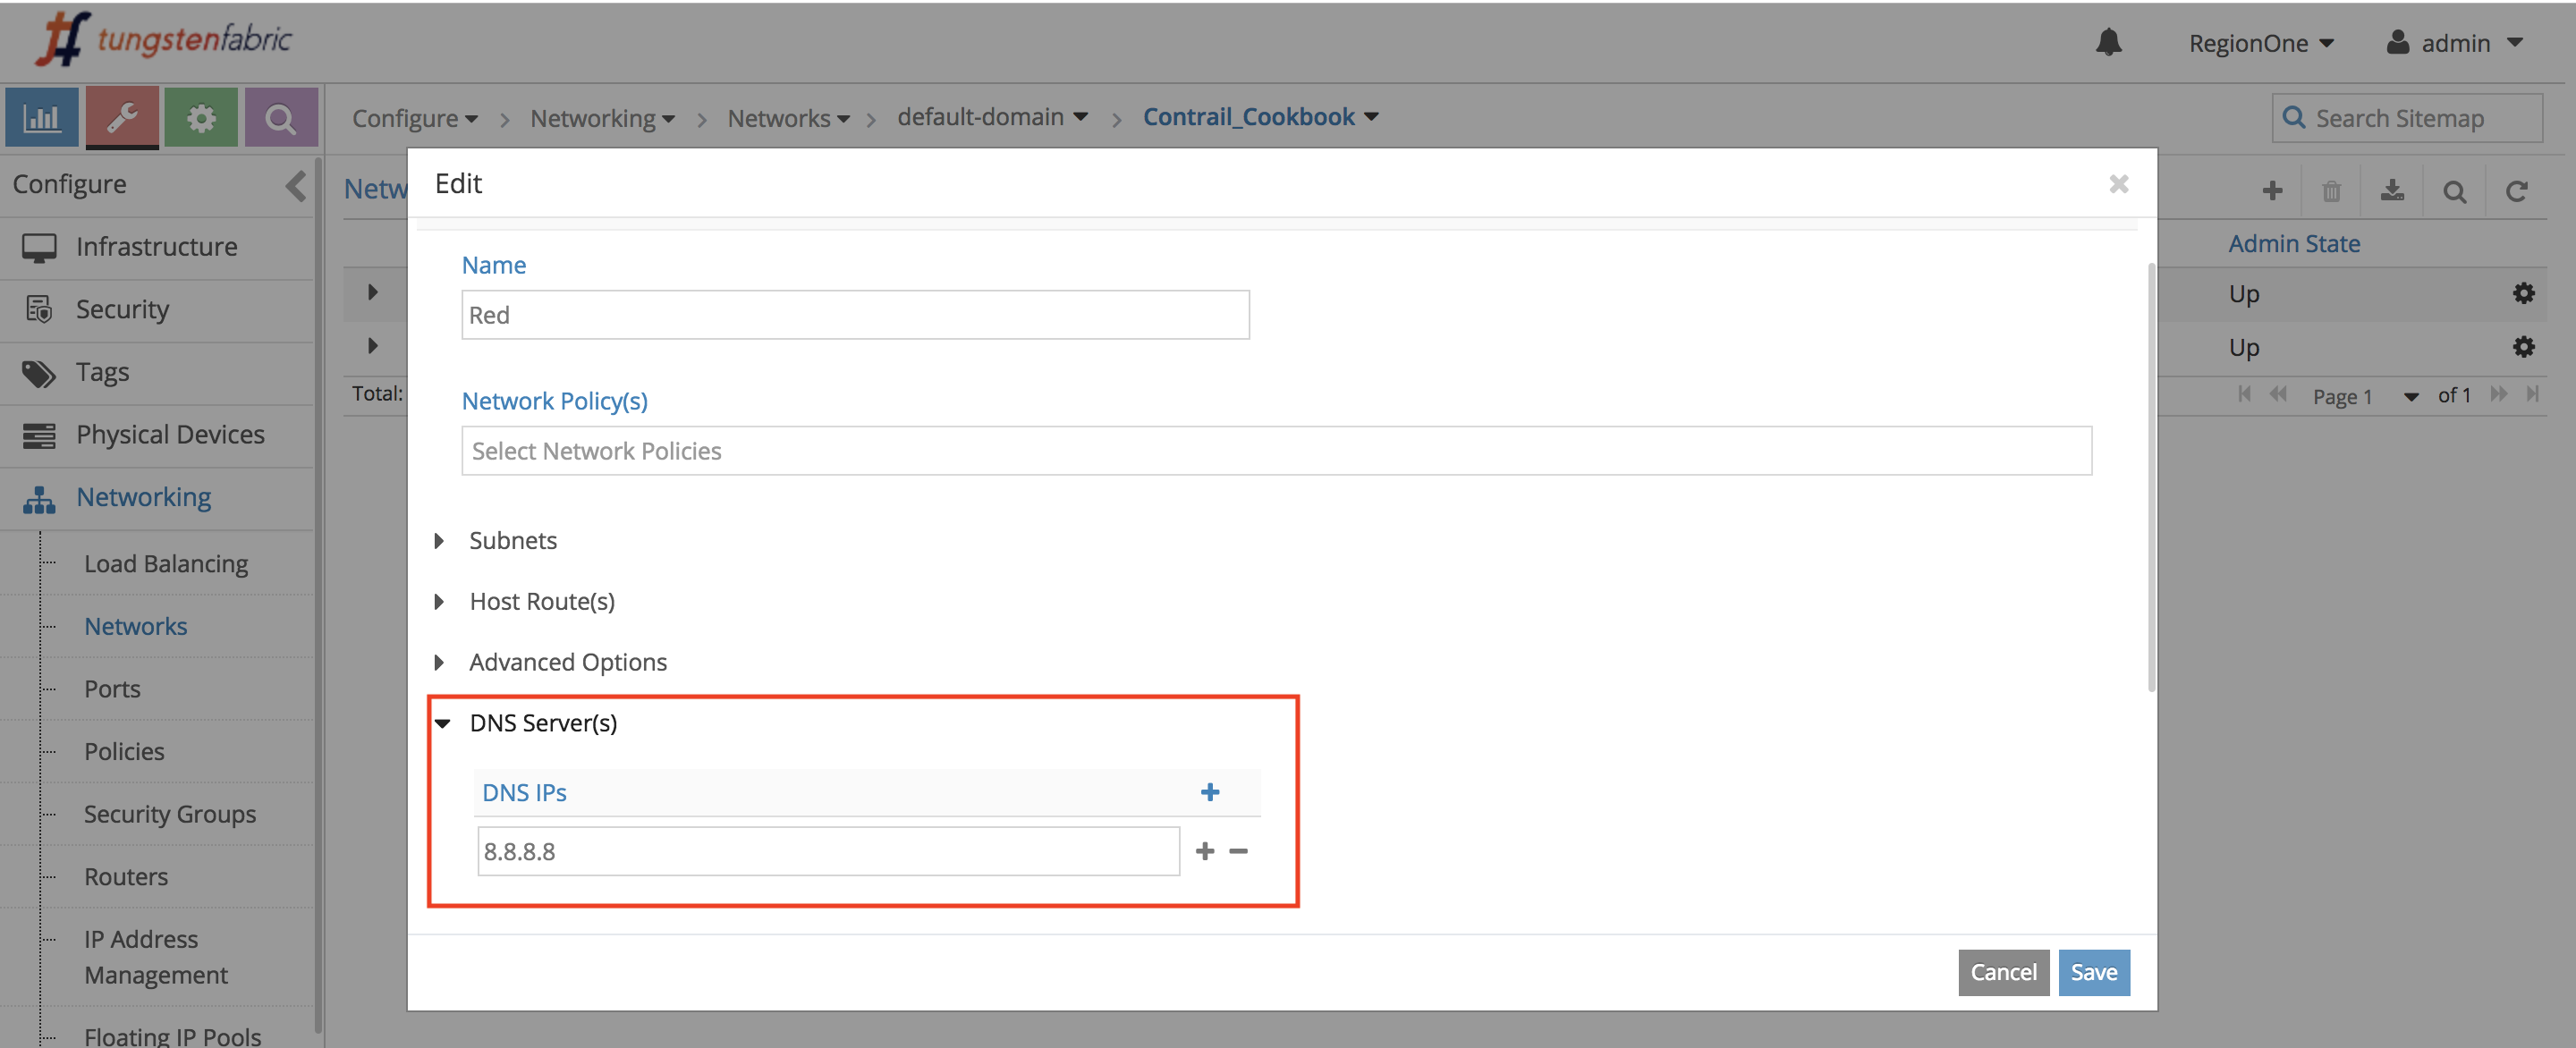 tungstenfabric
RegionOne
admin
Configure > Networking > Networks > default-domain > Contrail_Cookbook
Search Sitemap
Configure
Infrastructure
Security
Tags
Physical Devices
Networking
Load Balancing
Networks
Ports
Policies
Security Groups
Routers
IP Address
Management
Floating IP Pools
Netw
Total:
Edit
Name
Red
Network Policy(s)
Select Network Policies
Subnets
Host Route(s)
Advanced Options
DNS Server(s)
DNS IPs
8.8.8.8
Cancel
Save
Admin State
Up
Up
Page 1 of 1